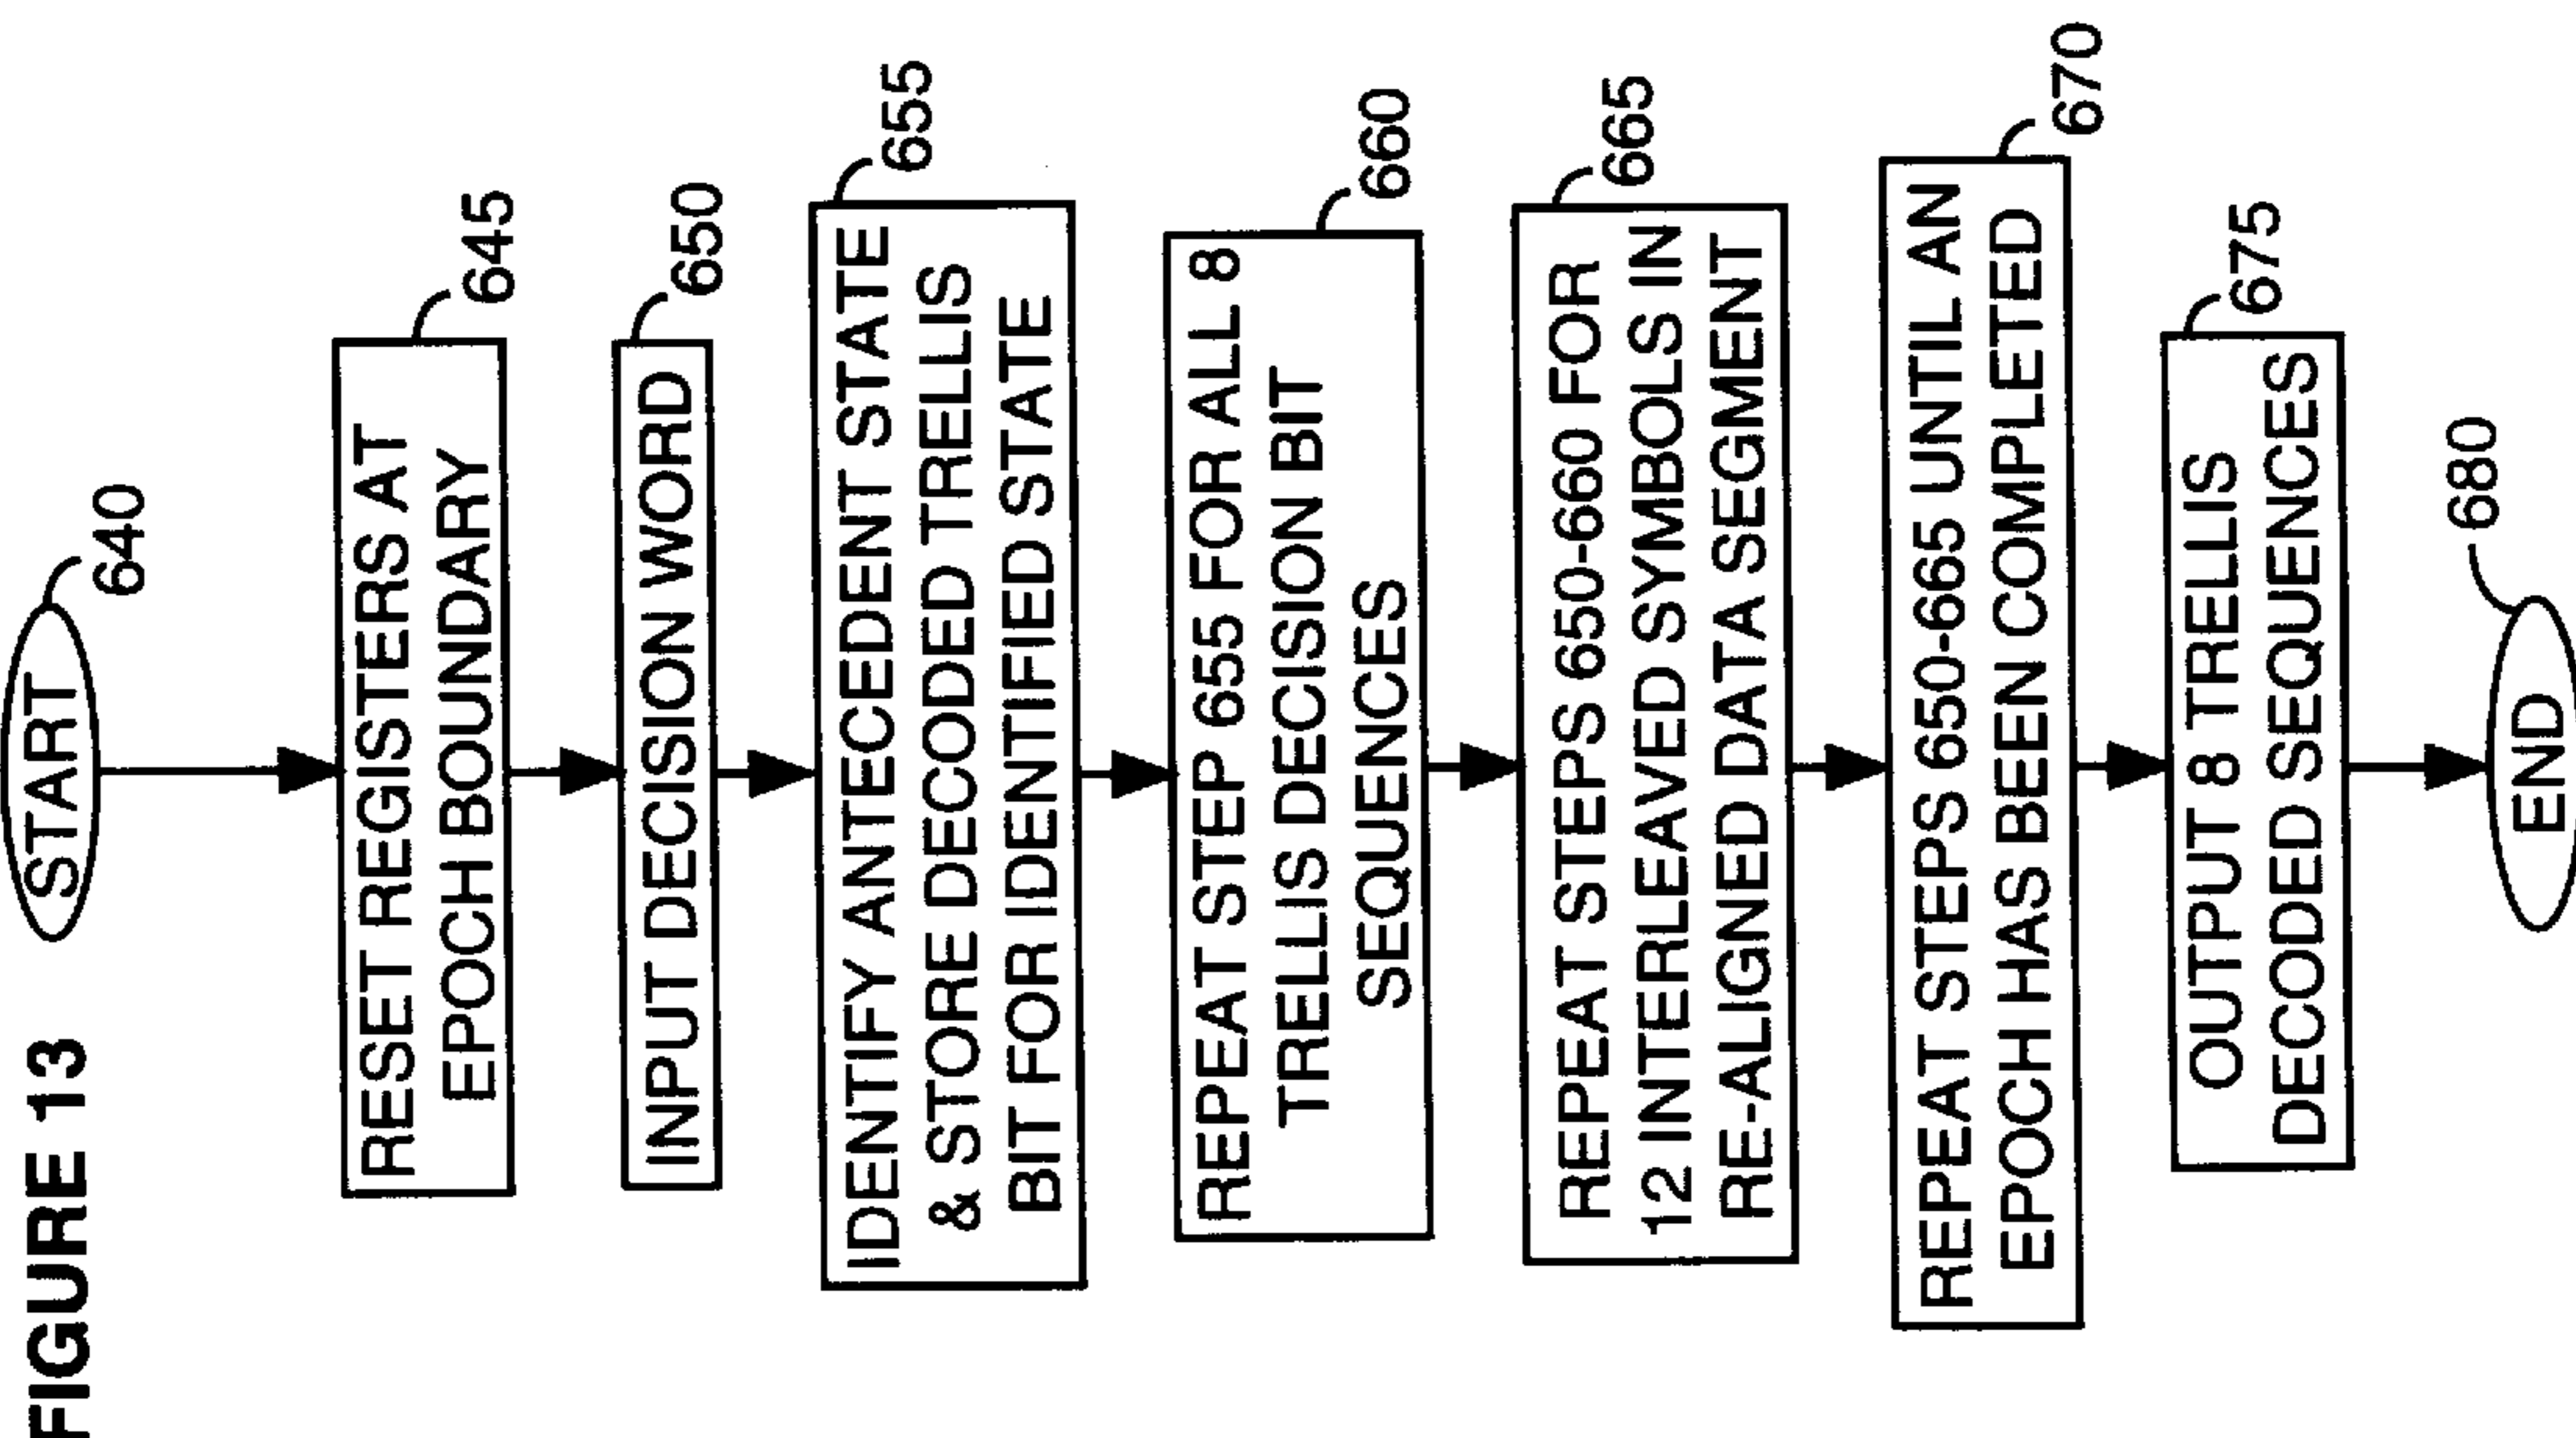 FIGURE 13
START
640
RESET REGISTERS AT
EPOCH BOUNDARY
645
INPUT DECISION WORD
650
IDENTIFY ANTECEDENT STATE
& STORE DECODED TRELLIS
BIT FOR IDENTIFIED STATE
655
REPEAT STEP 655 FOR ALL 8
TRELLIS DECISION BIT
SEQUENCES
660
REPEAT STEPS 650-660 FOR
12 INTERLEAVED SYMBOLS IN
RE-ALIGNED DATA SEGMENT
665
REPEAT STEPS 650-665 UNTIL AN
EPOCH HAS BEEN COMPLETED
670
OUTPUT 8 TRELLIS
DECODED SEQUENCES
675
END
680